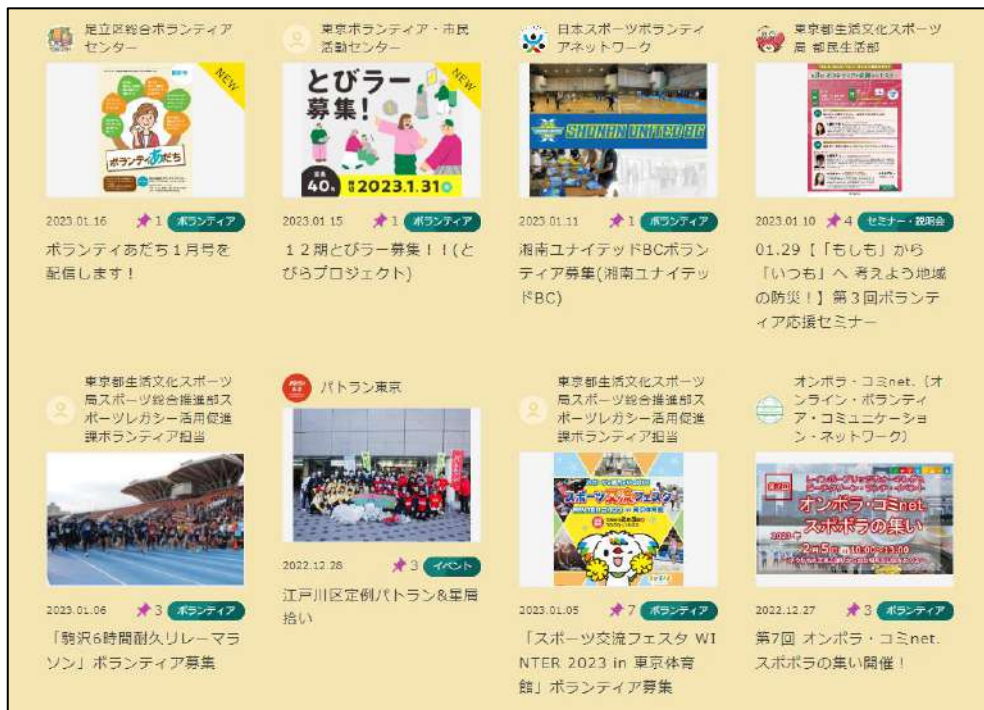 足立区総合ボランティア
センター
NEW
ボランティあだち
2023.01.16
1
ボランティア
ボランティあだち1月号を
配信します！
東京ボランティア・市民
活動センター
NEW
とびラー
募集！
40名
2023.1.31
2023.01.15
1
ボランティア
１２期とびラー募集！！(と
びらプロジェクト)
日本スポーツボランティ
アネットワーク
SHONAN UNITED BC
2023.01.11
1
ボランティア
湘南ユナイテッドBCボラン
ティア募集(湘南ユナイテッ
ドBC)
東京都生活文化スポーツ
局 都民生活部
2023.01.10
4
セミナー・説明会
01.29【「もしも」から
「いつも」へ 考えよう地域
の防災！】第３回ボランテ
ィア応援セミナー
東京都生活文化スポーツ
局スポーツ総合推進部ス
ポーツレガシー活用促進
課ボランティア担当
2023.01.06
3
ボランティア
「駒沢6時間耐久リレーマラ
ソン」ボランティア募集
パトラン東京
2022.12.28
3
イベント
江戸川区定例パトラン&星屑
拾い
東京都生活文化スポーツ
局スポーツ総合推進部ス
ポーツレガシー活用促進
課ボランティア担当
スポーツ交流フェスタ
2023.01.05
7
ボランティア
「スポーツ交流フェスタ WI
NTER 2023 in 東京体育
館」ボランティア募集
オンボラ・コミnet.（オ
ンライン・ボランティ
ア・コミュニケーショ
ン・ネットワーク）
第7回
オンボラ・コミnet.
スポボラの集い
2023年
2月5日
10:00~13:00
2022.12.27
3
ボランティア
第7回 オンボラ・コミnet.
スポボラの集い開催！